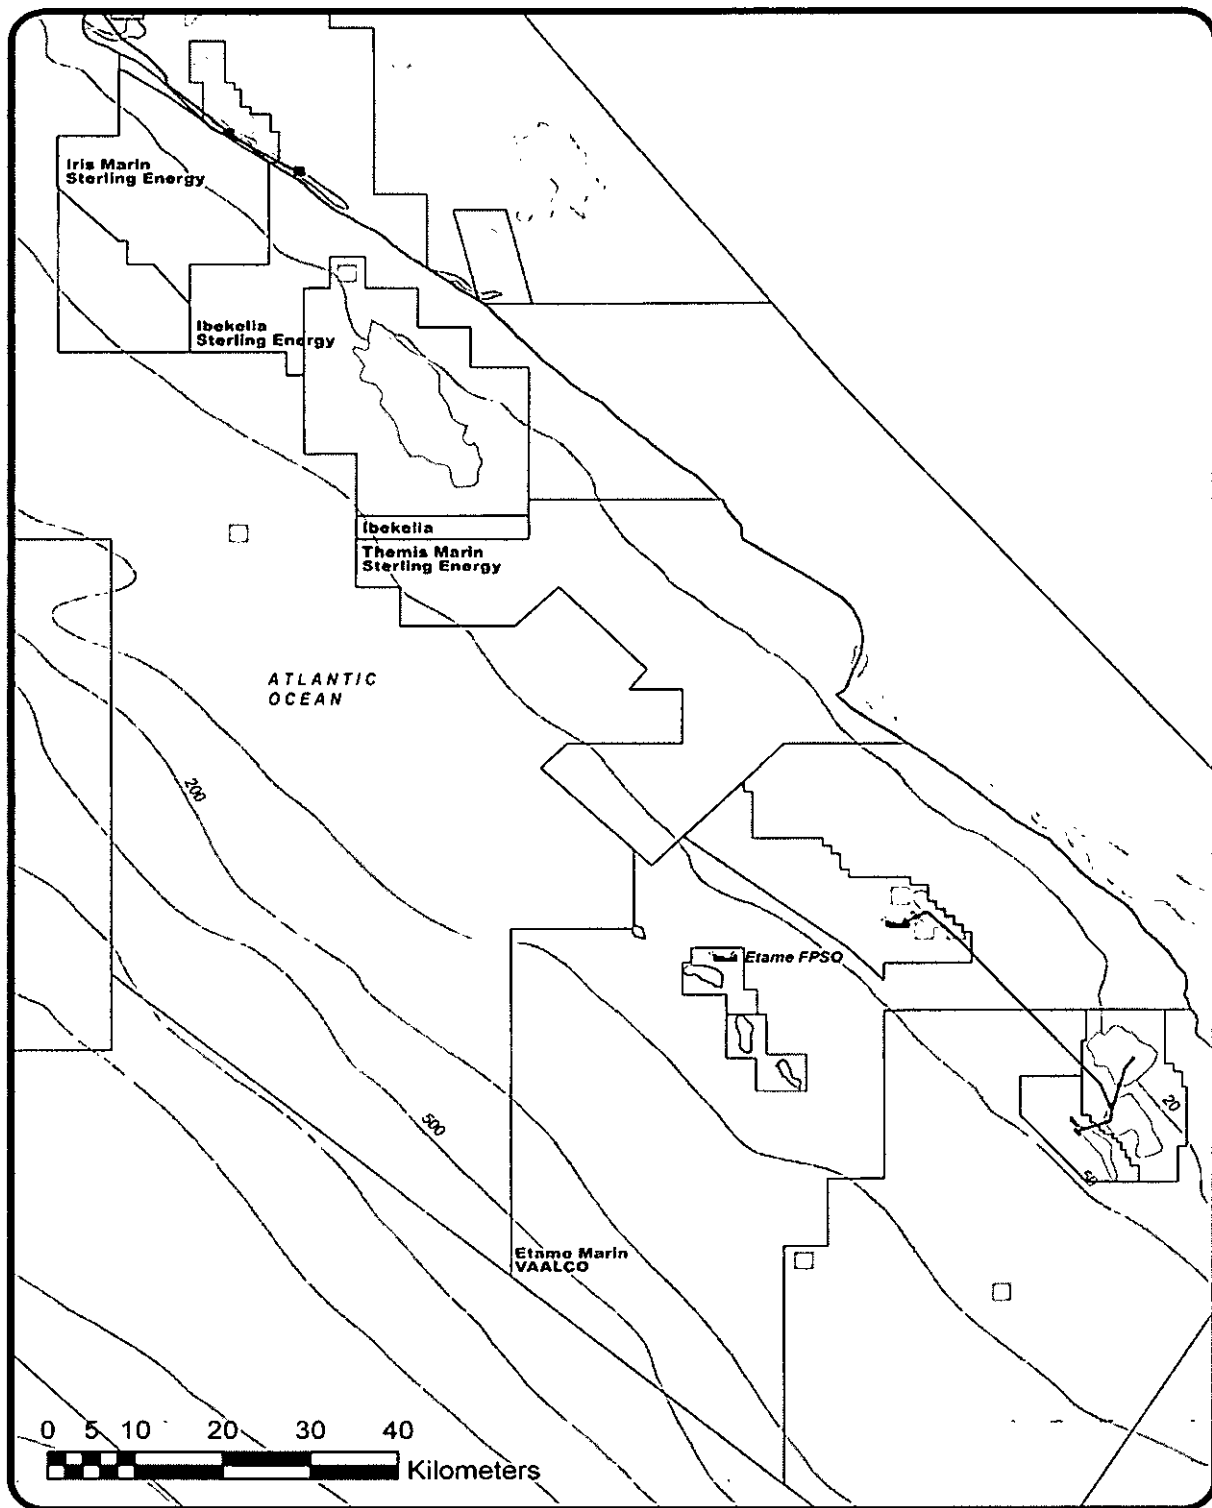 Iris Marin
Sterling Energy
Ibekelia
Sterling Energy
Ibekelia
Themis Marin
Sterling Energy
ATLANTIC
OCEAN
200
Etame FPSO
500
20
50
Etame Marin
VAALCO
0 5 10 20 30 40
Kilometers